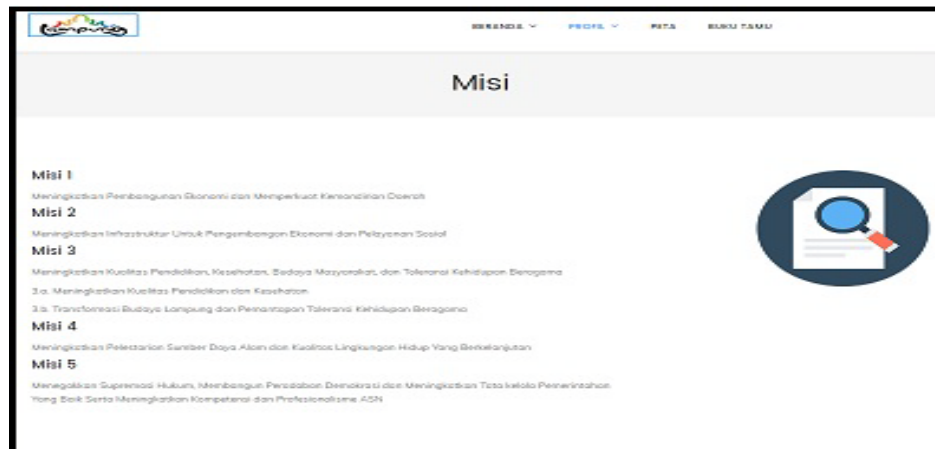 Lampung
BERANDA PROFIL PETA BUKU TAMU
Misi
Misi 1
Meningkatkan Pembangunan Ekonomi dan Memperkuat Kemandirian Daerah
Misi 2
Meningkatkan Infrastruktur Untuk Pengembangan Ekonomi dan Pelayanan Sosial
Misi 3
Meningkatkan Kualitas Pendidikan, Kesehatan, Budaya Masyarakat, dan Toleransi Kehidupan Beragama
3.a. Meningkatkan Kualitas Pendidikan dan Kesehatan
3.b. Transformasi Budaya Lampung dan Pemantapan Toleransi Kehidupan Beragama
Misi 4
Meningkatkan Pelestarian Sumber Daya Alam dan Kualitas Lingkungan Hidup Yang Berkelanjutan
Misi 5
Menegakkan Supremasi Hukum, Membangun Peradaban Demokrasi dan Meningkatkan Tata kelola Pemerintahan
Yang Baik Serta Meningkatkan Kompetensi dan Profesionalisme ASN